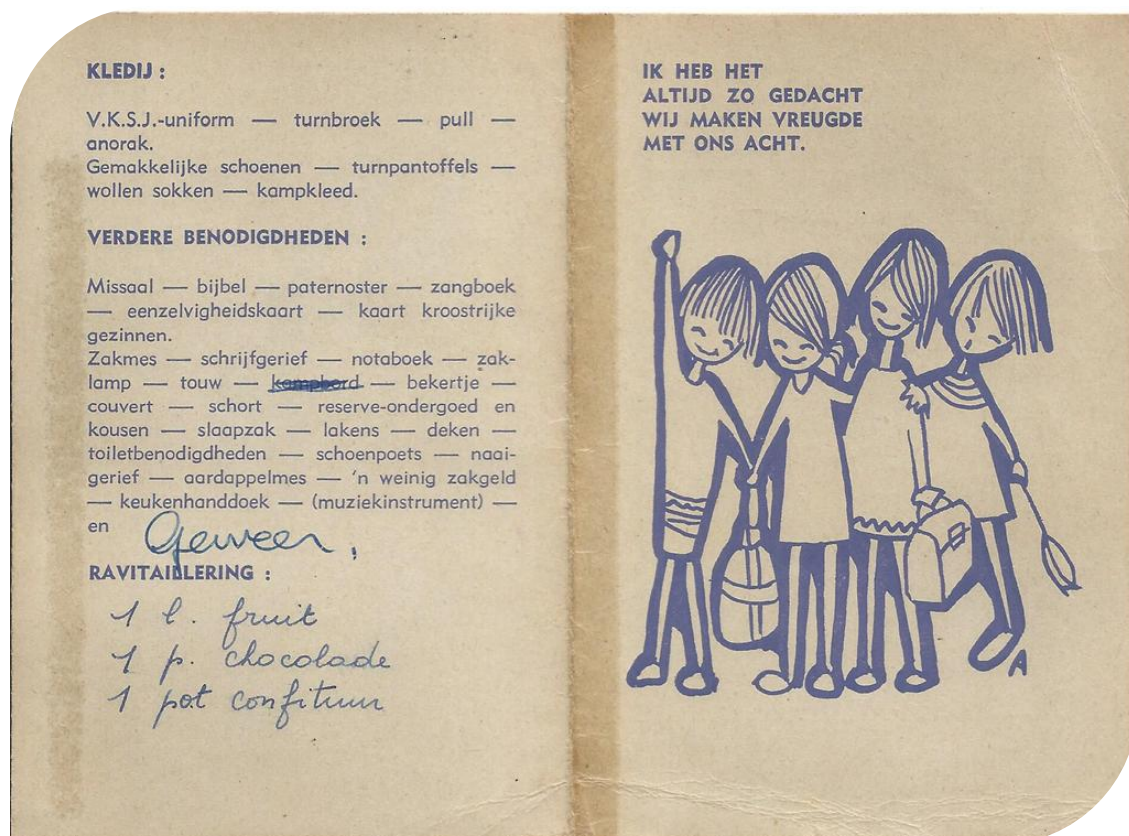 KLEDIJ :
V.K.S.J.-uniform — turnbroek — pull —
anorak.
Gemakkelijke schoenen — turnpantoffels —
wollen sokken — kampkleed.
VERDERE BENODIGDHEDEN :
Missaal — bijbel — paternoster — zangboek
— eenzelvigheidskaart — kaart kroostrijke
gezinnen.
Zakmes — schrijfgerief — notaboek — zak-
lamp — touw — kampbord — bekertje —
couvert — schort — reserve-ondergoed en
kousen — slaapzak — lakens — deken —
toiletbenodigdheden — schoenpoets — naai-
gerief — aardappelmes — 'n weinig zakgeld
— keukenhanddoek — (muziekinstrument) —
en Geweer,
RAVITAILLERING :
1 l. fruit
1 p. chocolade
1 pot confituur
IK HEB HET
ALTIJD ZO GEDACHT
WIJ MAKEN VREUGDE
MET ONS ACHT.
A